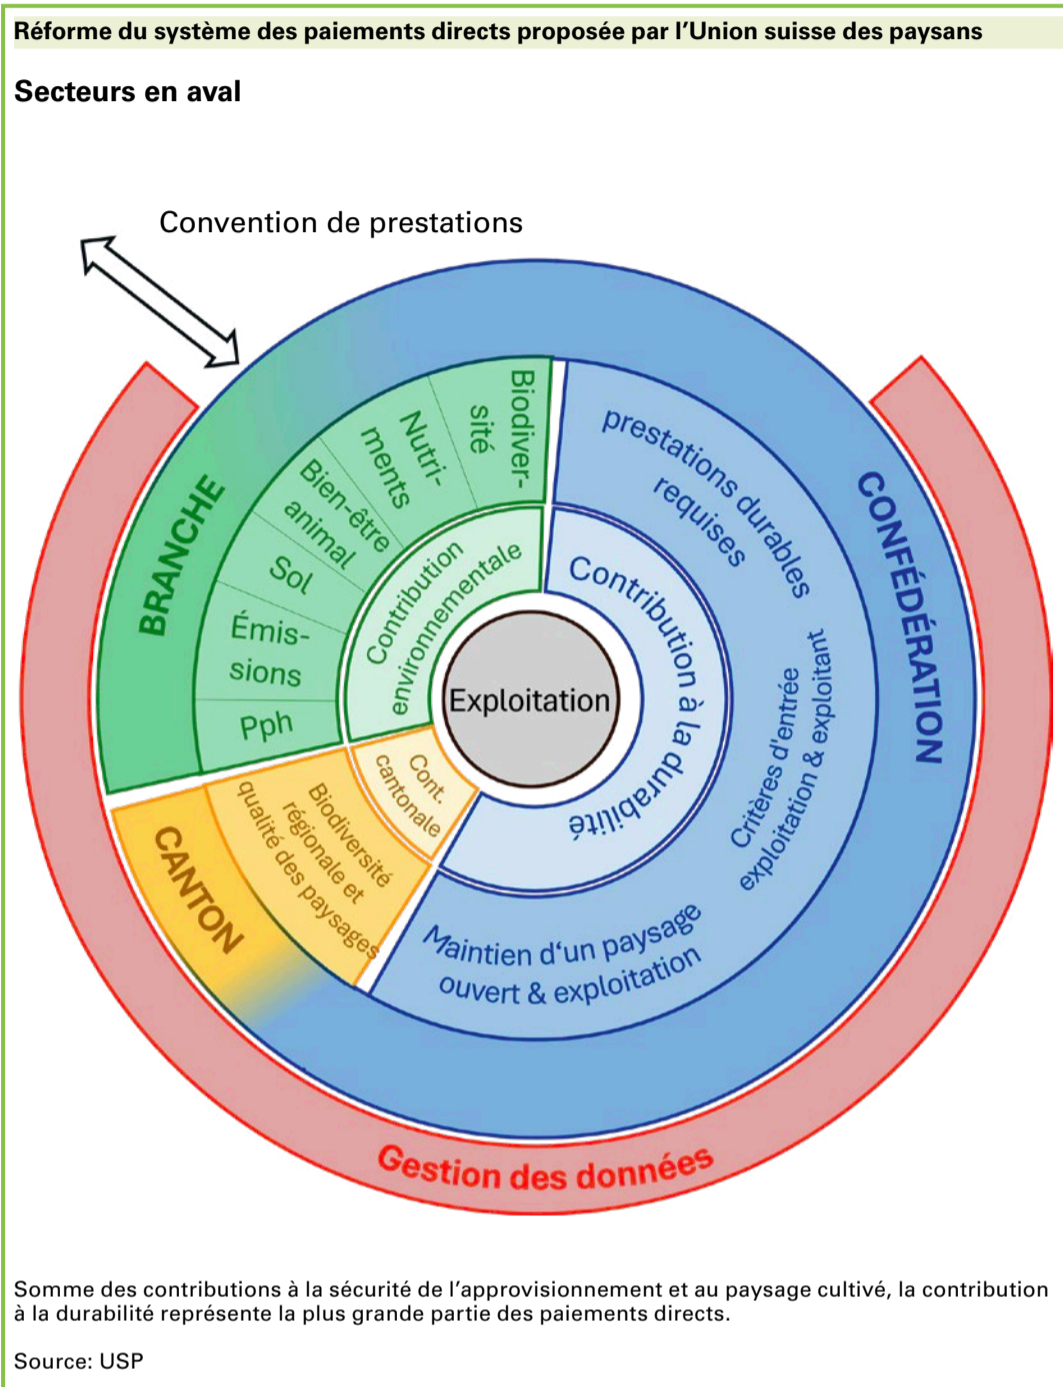 Réforme du système des paiements directs proposée par l’Union suisse des paysans
Secteurs en aval
Convention de prestations
BRANCHE
Biodiver-
sité
Nutri-
ments
Bien-être
animal
Sol
Émis-
sions
Pph
Contribution
environnementale
CONFÉDÉRATION
prestations durables
requises
Critères d'entrée
exploitation & exploitant
Maintien d‘un paysage
ouvert & exploitation
Contribution à la durabilité
Exploitation
CANTON
Biodiversité
régionale et
qualité des paysages
Cont.
cantonale
Gestion des données
Somme des contributions à la sécurité de l’approvisionnement et au paysage cultivé, la contribution
à la durabilité représente la plus grande partie des paiements directs.
Source: USP